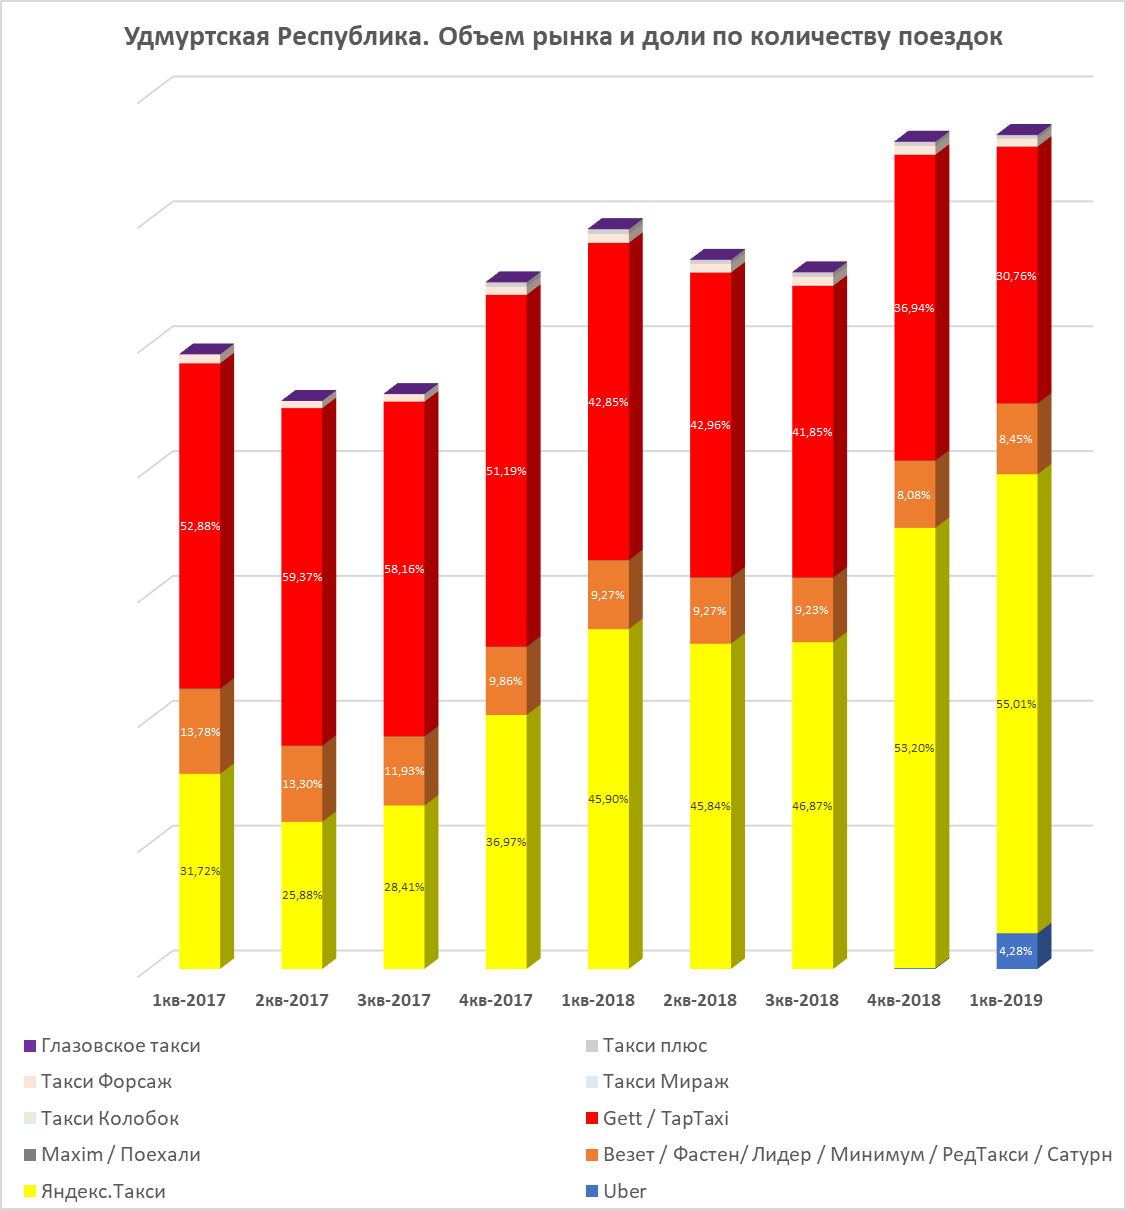 Удмуртская Республика. Объем рынка и доли по количеству поездок
30,76%
36,94%
42,85%
42,96%
41,85%
8,45%
51,19%
8,08%
52,88%
59,37%
58,16%
9,27%
9,27%
9,23%
9,86%
55,01%
13,78%
53,20%
11,93%
13,30%
45,90%
45,84%
46,87%
36,97%
31,72%
28,41%
25,88%
4,28%
1кв-2017 2кв-2017 3кв-2017 4кв-2017 1кв-2018 2кв-2018 3кв-2018 4кв-2018 1кв-2019
Глазовское такси
Такси плюс
Такси Форсаж
Такси Мираж
Такси Колобок
Gett / TapTaxi
Maxim / Поехали
Везет / Фастен/ Лидер / Минимум / РедТакси / Сатурн
Яндекс.Такси
Uber